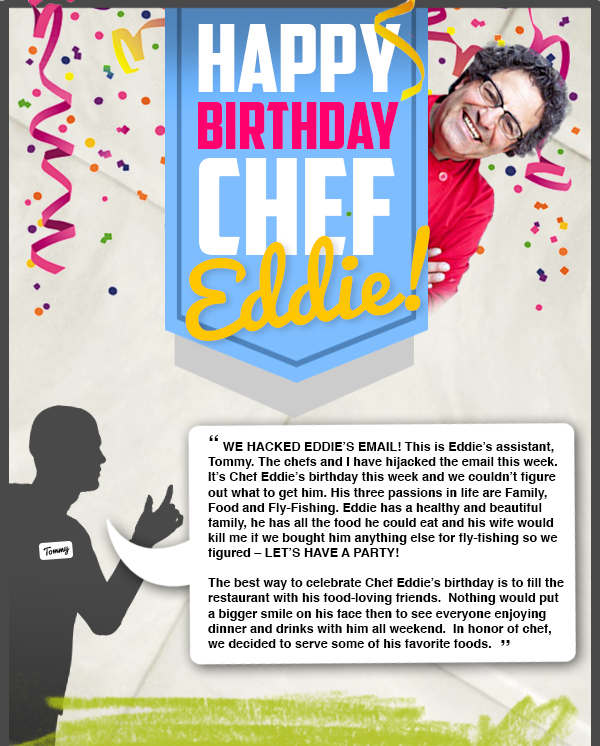 HAPPY
BIRTHDAY
CHEF
Eddie!
“ WE HACKED EDDIE’S EMAIL! This is Eddie’s assistant,
Tommy. The chefs and I have hijacked the email this week.
It’s Chef Eddie’s birthday this week and we couldn’t figure
out what to get him. His three passions in life are Family,
Food and Fly-Fishing. Eddie has a healthy and beautiful
family, he has all the food he could eat and his wife would
kill me if we bought him anything else for fly-fishing so we
figured – LET’S HAVE A PARTY!
The best way to celebrate Chef Eddie’s birthday is to fill the
restaurant with his food-loving friends.  Nothing would put
a bigger smile on his face then to see everyone enjoying
dinner and drinks with him all weekend.  In honor of chef,
we decided to serve some of his favorite foods. ”
Tommy